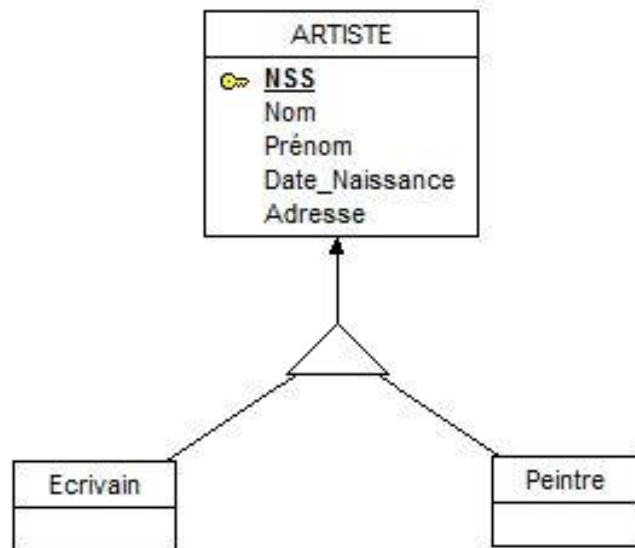 ARTISTE
NSS
Nom
Prénom
Date_Naissance
Adresse
Ecrivain
Peintre